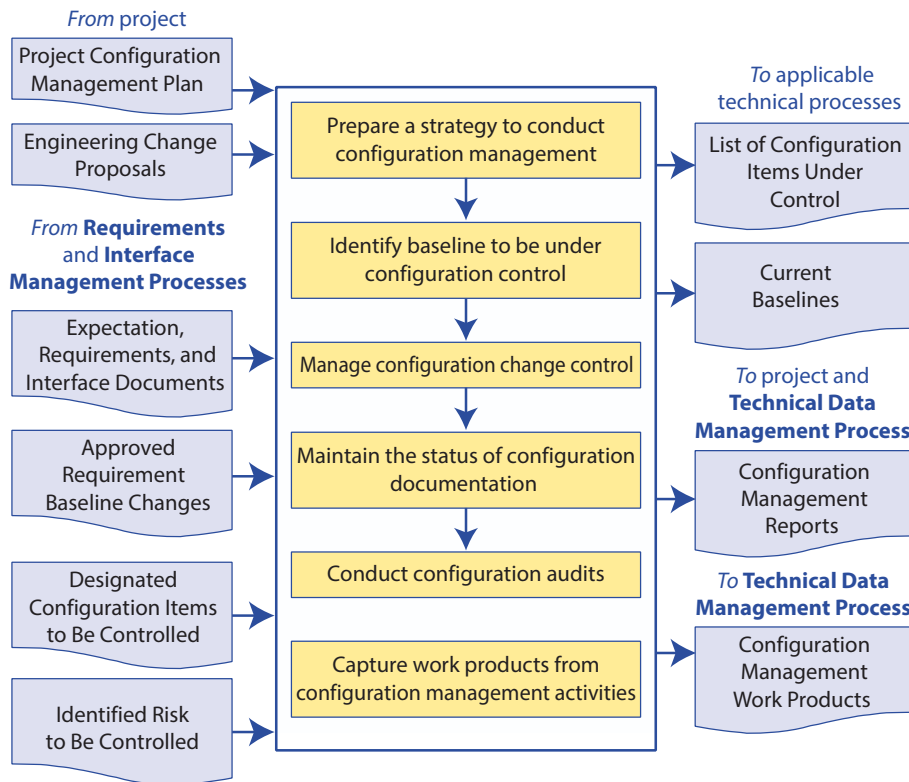 From project
Project Configuration
Management Plan
Engineering Change
Proposals
From Requirements
and Interface
Management Processes
Expectation,
Requirements, and
Interface Documents
Approved
Requirement
Baseline Changes
Designated
Configuration Items
to Be Controlled
Identified Risk
to Be Controlled
Prepare a strategy to conduct
configuration management
Identify baseline to be under
configuration control
Manage configuration change control
Maintain the status of configuration
documentation
Conduct configuration audits
Capture work products from
configuration management activities
To applicable
technical processes
List of Configuration
Items Under
Control
Current
Baselines
To project and
Technical Data
Management Process
Configuration
Management
Reports
To Technical Data
Management Process
Configuration
Management
Work Products